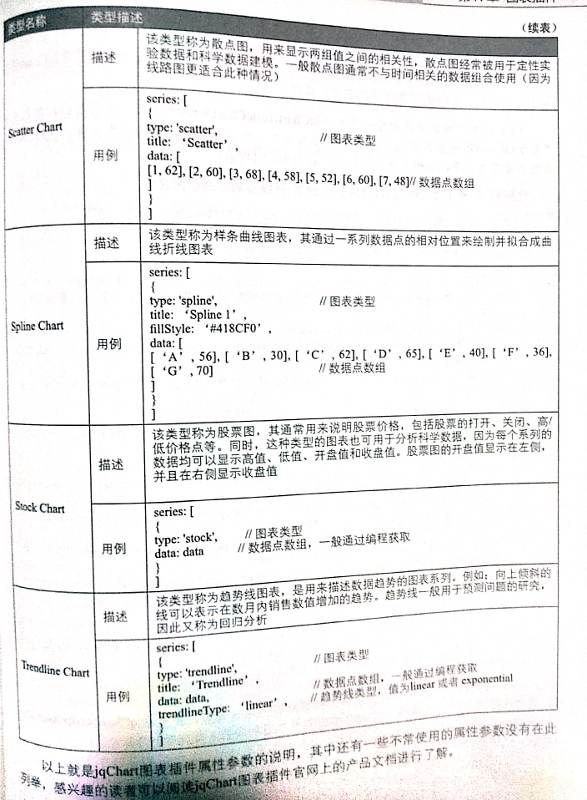 （续表）
类型名称 类型描述
Scatter Chart
描述
该类型称为散点图，用来显示两组值之间的相关性，散点图经常被用于定性实
验数据和科学数据建模。一般散点图通常不与时间相关的数据组合使用（因为
线路图更适合此种情况）
用例
series: [
{
type: 'scatter', // 图表类型
title: ‘Scatter’,
data: [
[1, 62], [2, 60], [3, 68], [4, 58], [5, 52], [6, 60], [7, 48]// 数据点数组
]
}
]
Spline Chart
描述
该类型称为样条曲线图表，其通过一系列数据点的相对位置来绘制并拟合成曲
线折线图表
用例
series: [
{
type: 'spline', // 图表类型
title: ‘Spline 1’,
fillStyle: ‘#418CF0’,
data: [
[ ‘A’, 56], [ ‘B’, 30], [ ‘C’, 62], [ ‘D’, 65], [ ‘E’, 40], [ ‘F’, 36],
[ ‘G’, 70] // 数据点数组
]
}
]
Stock Chart
描述
该类型称为股票图，其通常用来说明股票价格，包括股票的打开、关闭、高/
低价格点等。同时，这种类型的图表也可用于分析科学数据，因为每个系列的
数据均可以显示高值、低值、开盘值和收盘值。股票图的开盘值显示在左侧，
并且在右侧显示收盘值
用例
series: [
{
type: 'stock', // 图表类型
data: data // 数据点数组，一般通过编程获取
}
]
Trendline Chart
描述
该类型称为趋势线图表，是用来描述数据趋势的图表系列，例如：向上倾斜的
线可以表示在数月内销售数值增加的趋势。趋势线一般用于预测问题的研究，
因此又称为回归分析
用例
series: [
{
type: 'trendline', // 图表类型
title: ‘Trendline’,
data: data, // 数据点数组，一般通过编程获取
trendlineType: ‘linear’, // 趋势线类型，值为linear 或者 exponential
}
]
以上就是jqChart图表插件属性参数的说明，其中还有一些不常使用的属性参数没有在此
列举，感兴趣的读者可以阅读jqChart图表插件官网上的产品文档进行了解。